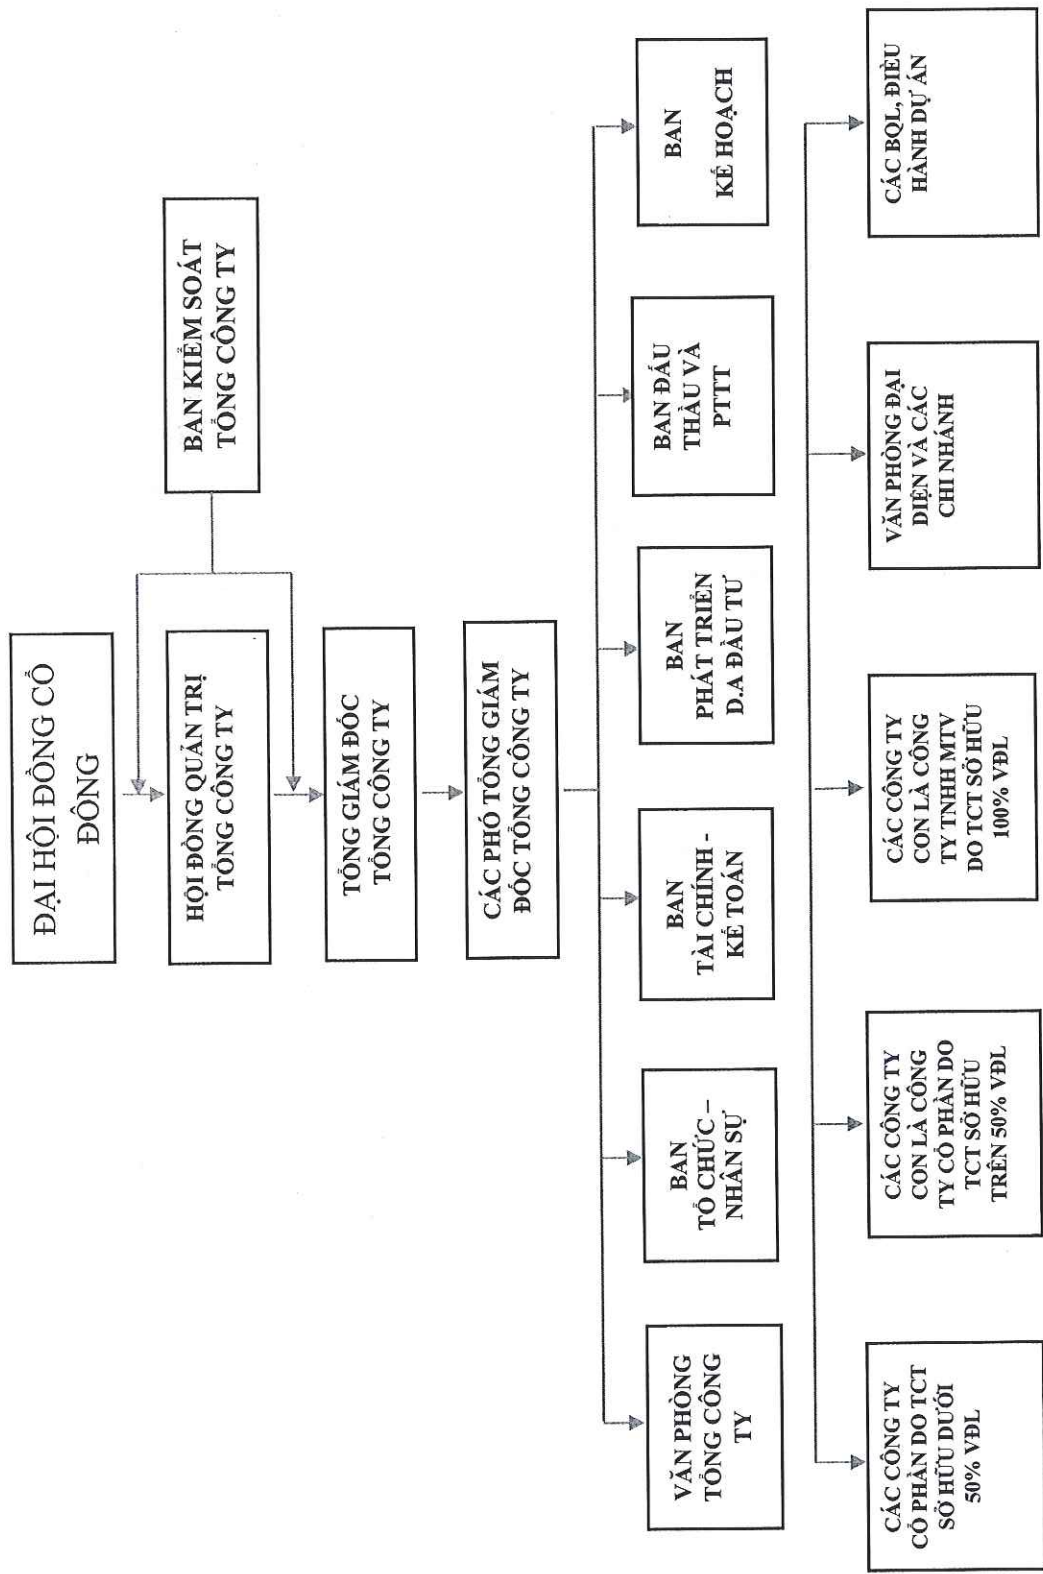 ĐẠI HỘI ĐỒNG CỔ
ĐÔNG
BAN KIỂM SOÁT
TỔNG CÔNG TY
HỘI ĐỒNG QUẢN TRỊ
TỔNG CÔNG TY
TỔNG GIÁM ĐỐC
TỔNG CÔNG TY
CÁC PHÓ TỔNG GIÁM
ĐỐC TỔNG CÔNG TY
VĂN PHÒNG
TỔNG CÔNG
TY
BAN
TỔ CHỨC –
NHÂN SỰ
BAN
TÀI CHÍNH -
KẾ TOÁN
BAN
PHÁT TRIỂN
D.A ĐẦU TƯ
BAN ĐẤU
THẦU VÀ
PTTT
BAN
KẾ HOẠCH
CÁC CÔNG TY
CỔ PHẦN DO TCT
SỞ HỮU DƯỚI
50% VĐL
CÁC CÔNG TY
CON LÀ CÔNG
TY CỔ PHẦN DO
TCT SỞ HỮU
TRÊN 50% VĐL
CÁC CÔNG TY
CON LÀ CÔNG
TY TNHH MTV
DO TCT SỞ HỮU
100% VĐL
VĂN PHÒNG ĐẠI
DIỆN VÀ CÁC
CHI NHÁNH
CÁC BQL, ĐIỀU
HÀNH DỰ ÁN